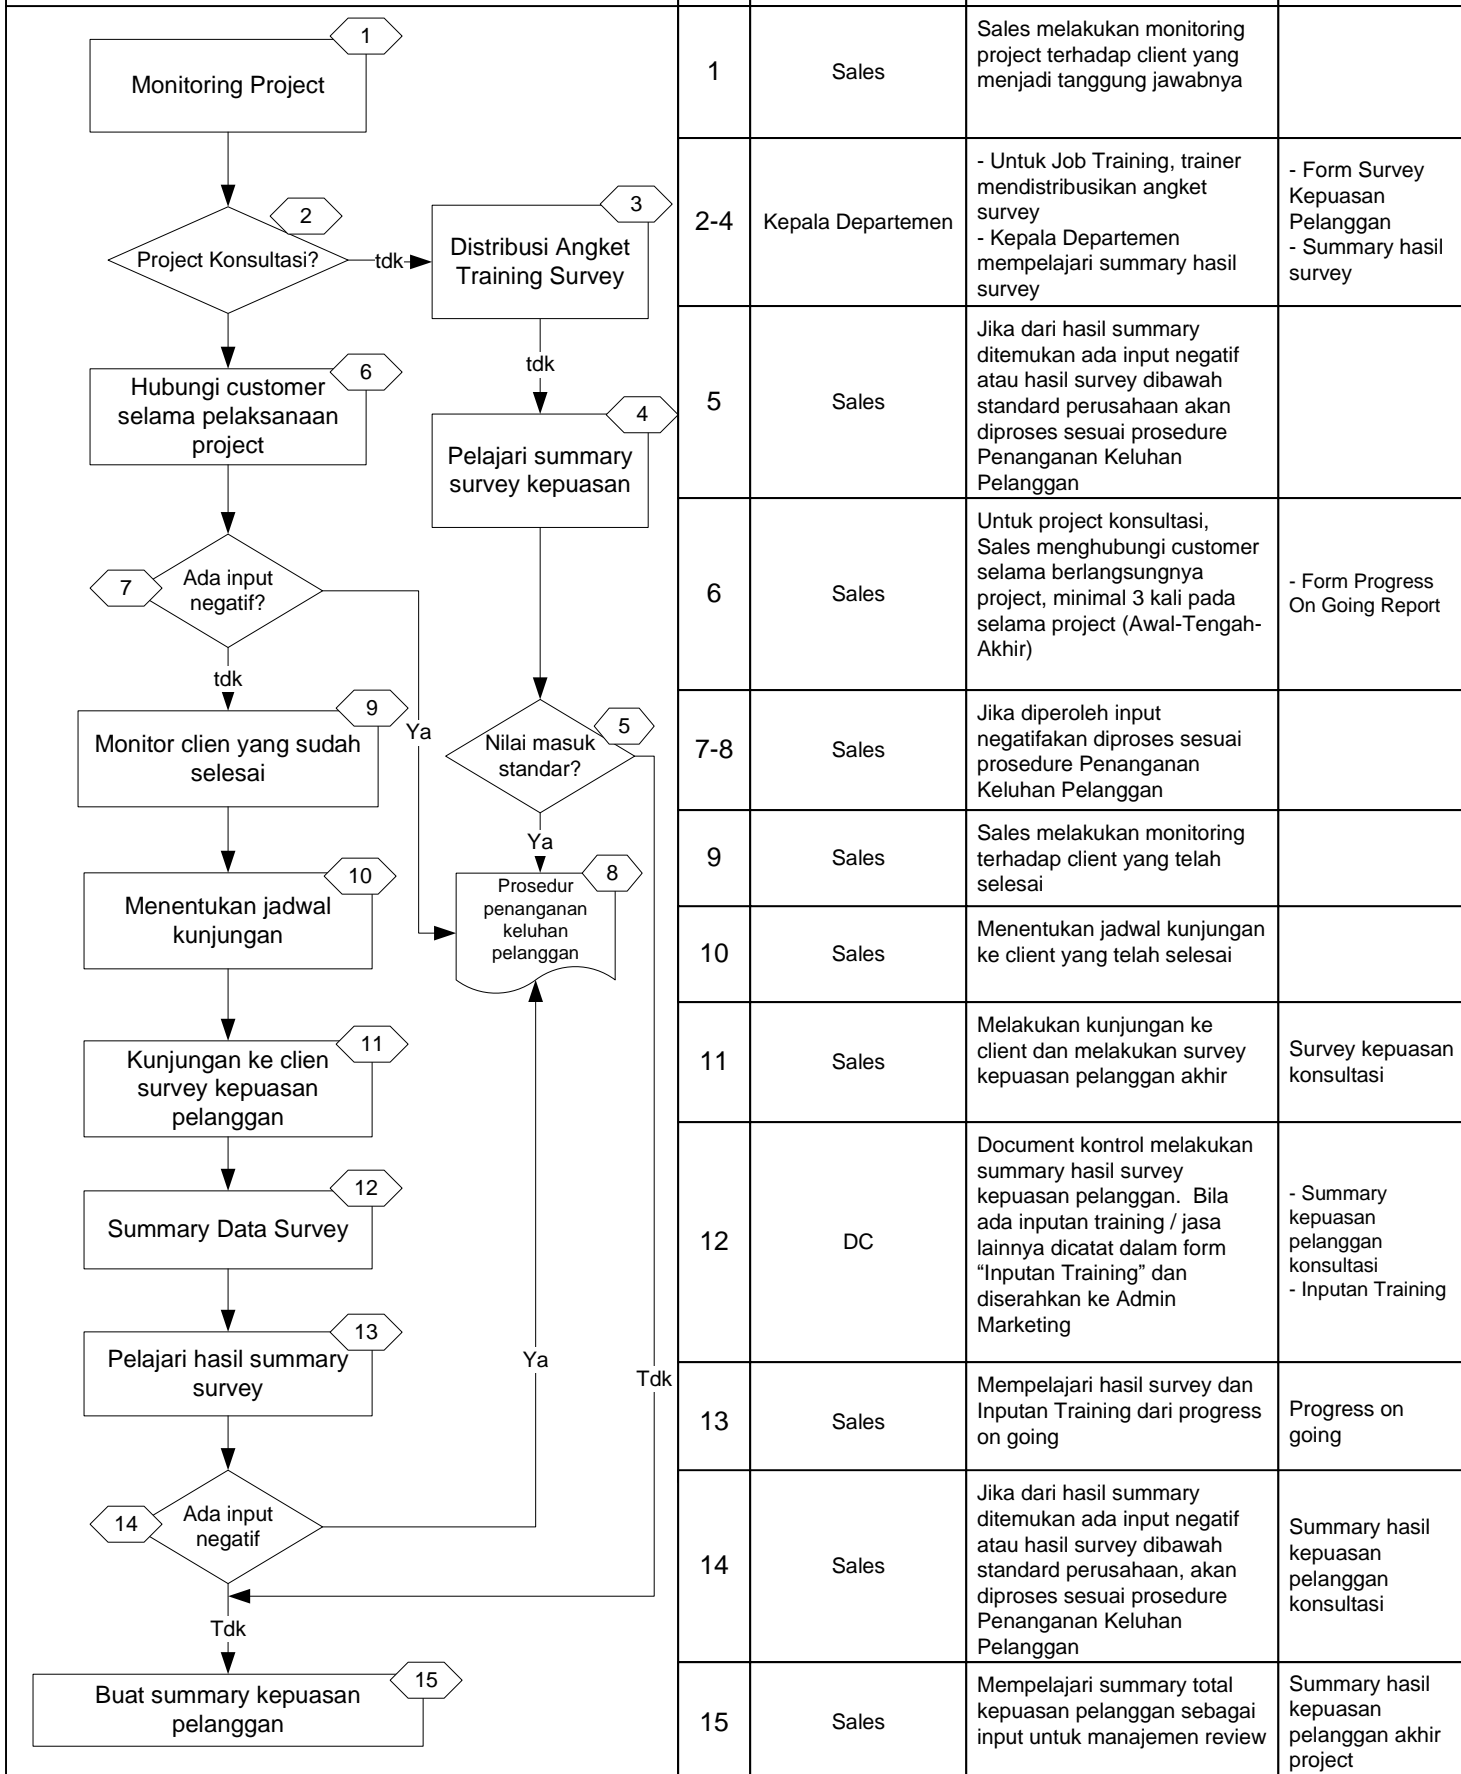 1
Monitoring Project
2
Project Konsultasi?
tdk
3
Distribusi Angket
Training Survey
tdk
6
Hubungi customer
selama pelaksanaan
project
4
Pelajari summary
survey kepuasan
7
Ada input
negatif?
tdk
Ya
9
Monitor clien yang sudah
selesai
5
Nilai masuk
standar?
Ya
8
Prosedur
penanganan
keluhan
pelanggan
10
Menentukan jadwal
kunjungan
11
Kunjungan ke clien
survey kepuasan
pelanggan
12
Summary Data Survey
13
Pelajari hasil summary
survey
Ya
Tdk
14
Ada input
negatif
Tdk
15
Buat summary kepuasan
pelanggan
1
Sales
Sales melakukan monitoring
project terhadap client yang
menjadi tanggung jawabnya
2-4
Kepala Departemen
- Untuk Job Training, trainer
mendistribusikan angket
survey
- Kepala Departemen
mempelajari summary hasil
survey
- Form Survey
Kepuasan
Pelanggan
- Summary hasil
survey
5
Sales
Jika dari hasil summary
ditemukan ada input negatif
atau hasil survey dibawah
standard perusahaan akan
diproses sesuai prosedure
Penanganan Keluhan
Pelanggan
6
Sales
Untuk project konsultasi,
Sales menghubungi customer
selama berlangsungnya
project, minimal 3 kali pada
selama project (Awal-Tengah-
Akhir)
- Form Progress
On Going Report
7-8
Sales
Jika diperoleh input
negatifakan diproses sesuai
prosedure Penanganan
Keluhan Pelanggan
9
Sales
Sales melakukan monitoring
terhadap client yang telah
selesai
10
Sales
Menentukan jadwal kunjungan
ke client yang telah selesai
11
Sales
Melakukan kunjungan ke
client dan melakukan survey
kepuasan pelanggan akhir
Survey kepuasan
konsultasi
12
DC
Document kontrol melakukan
summary hasil survey
kepuasan pelanggan.  Bila
ada inputan training / jasa
lainnya dicatat dalam form
“Inputan Training” dan
diserahkan ke Admin
Marketing
- Summary
kepuasan
pelanggan
konsultasi
- Inputan Training
13
Sales
Mempelajari hasil survey dan
Inputan Training dari progress
on going
Progress on
going
14
Sales
Jika dari hasil summary
ditemukan ada input negatif
atau hasil survey dibawah
standard perusahaan, akan
diproses sesuai prosedure
Penanganan Keluhan
Pelanggan
Summary hasil
kepuasan
pelanggan
konsultasi
15
Sales
Mempelajari summary total
kepuasan pelanggan sebagai
input untuk manajemen review
Summary hasil
kepuasan
pelanggan akhir
project